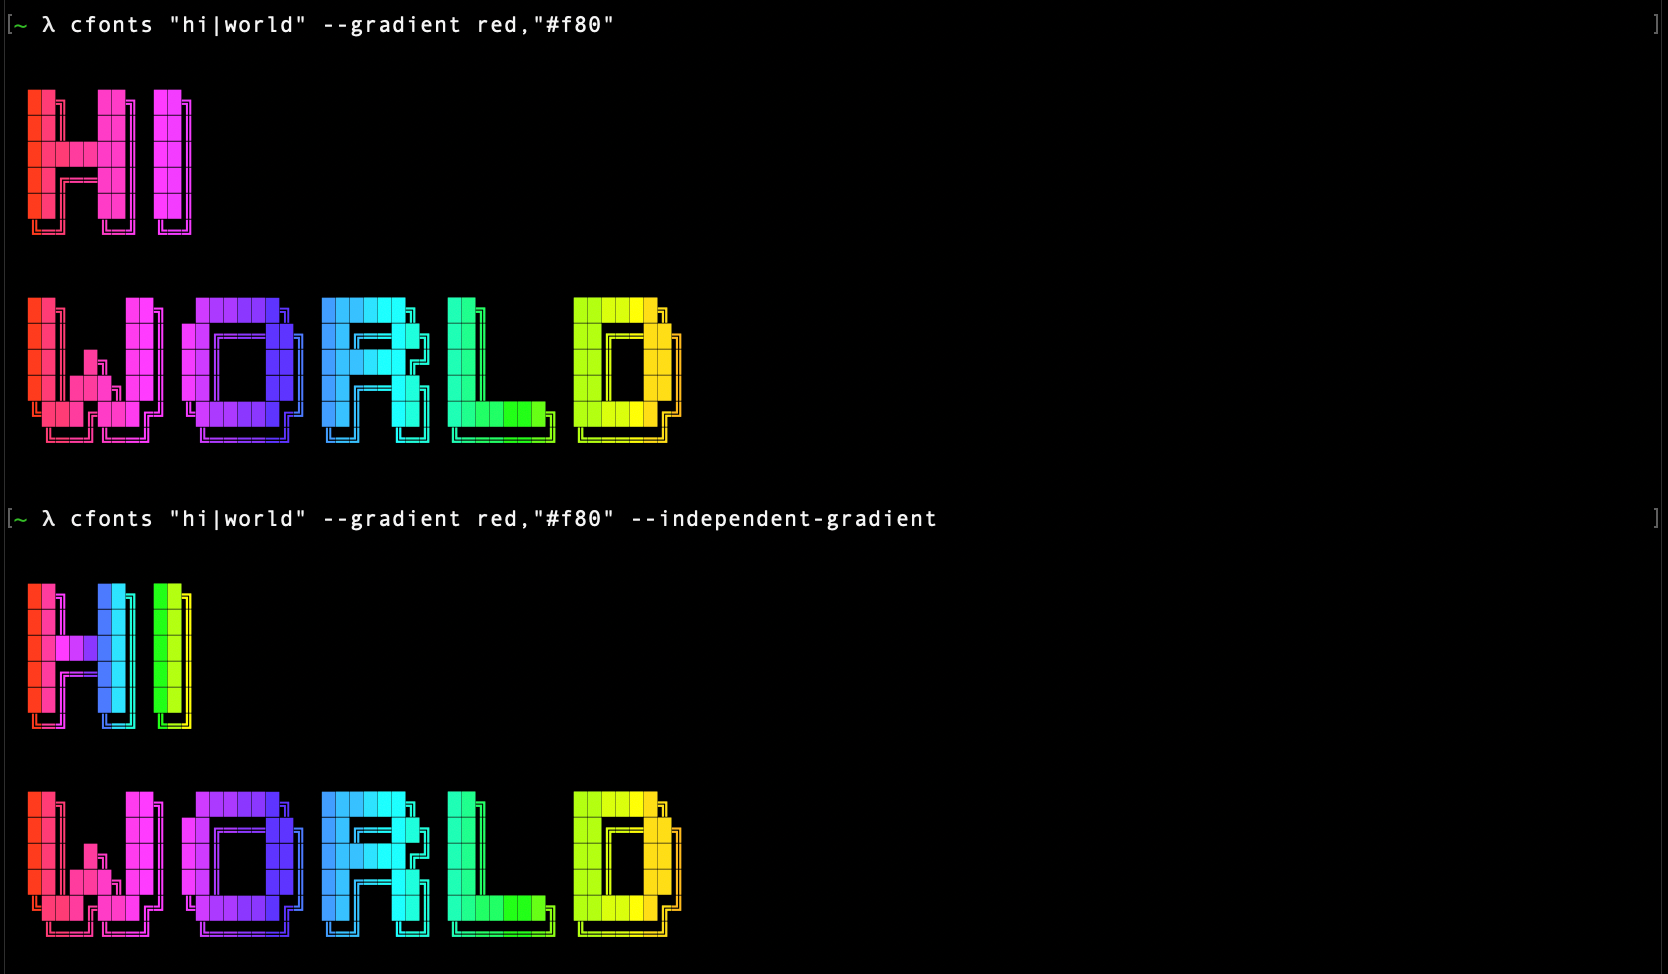 [~ λ cfonts "hi|world" --gradient red,"#f80" ]
HI
WORLD
[~ λ cfonts "hi|world" --gradient red,"#f80" --independent-gradient ]
HI
WORLD